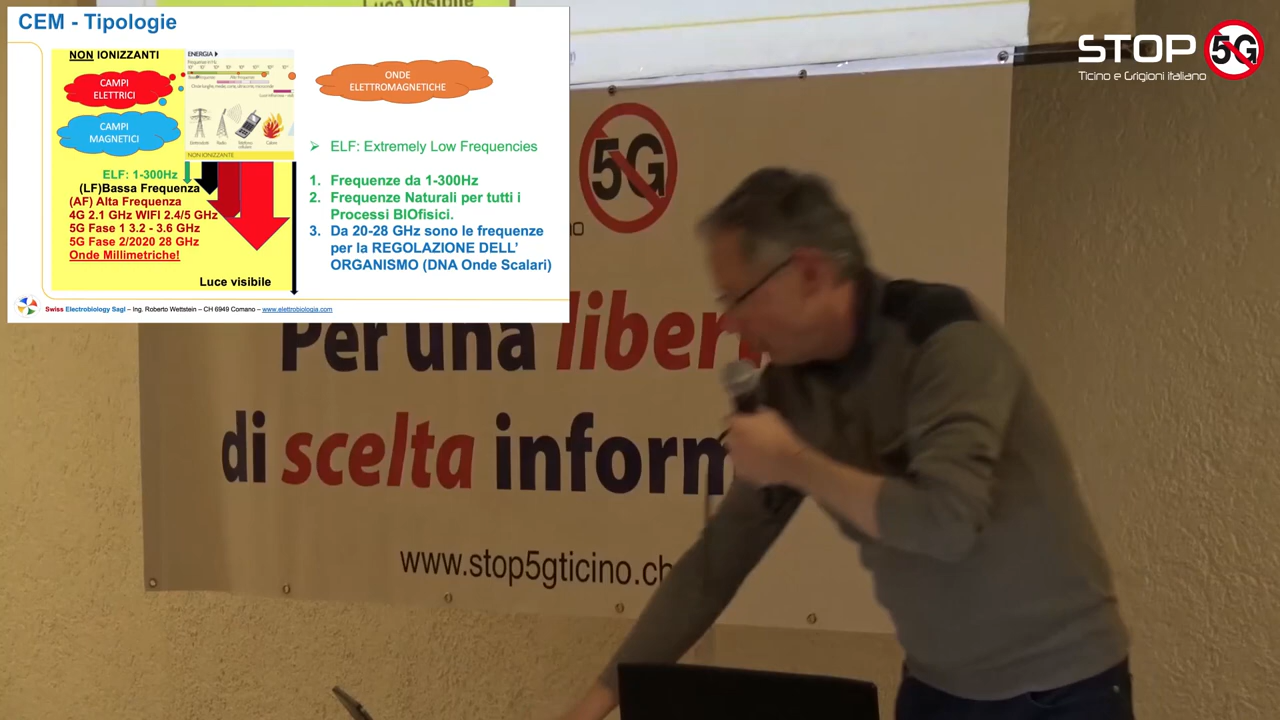 Luce visibile
CEM - Tipologie
NON IONIZZANTI
CAMPI
ELETTRICI
CAMPI
MAGNETICI
ENERGIA
NON IONIZZANTE
ELF: 1-300Hz
(LF)Bassa Frequenza
(AF) Alta Frequenza
4G 2.1 GHz WIFI 2.4/5 GHz
5G Fase 1 3.2 - 3.6 GHz
5G Fase 2/2020 28 GHz
Onde Millimetriche!
Luce visibile
ONDE
ELETTROMAGNETICHE
ELF: Extremely Low Frequencies
1. Frequenze da 1-300Hz
2. Frequenze Naturali per tutti i
Processi BIOfisici.
3. Da 20-28 GHz sono le frequenze
per la REGOLAZIONE DELL’
ORGANISMO (DNA Onde Scalari)
Swiss Electrobiology Sagl – Ing. Roberto Wettstein – CH 6949 Comano – www.elettrobiologia.com
STOP 5G
Ticino e Grigioni italiano
5G
no
Per una liber
di scelta inform
www.stop5gticino.ch